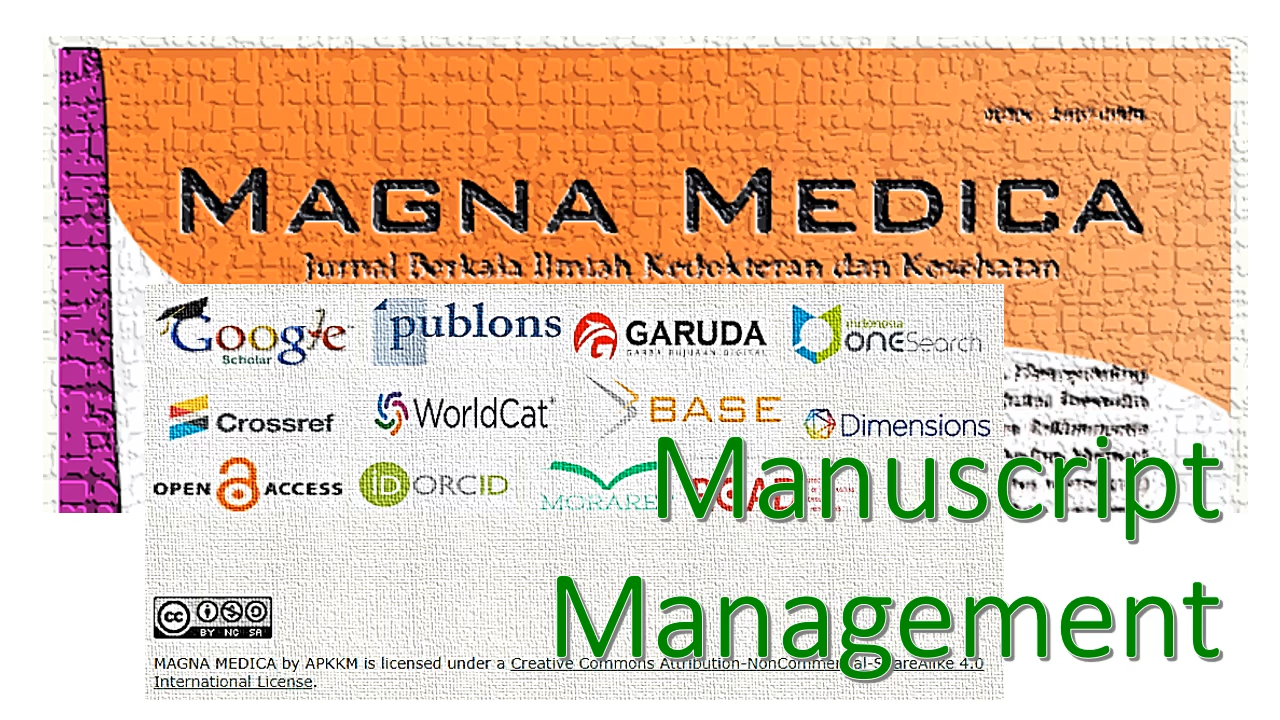 MAGNA MEDICA
Jurnal Berkala Ilmiah Kedokteran dan Kesehatan
Google
Scholar
publons
GARUDA
GARBA RUJUKAN DIGITAL
indonesia
oneSearch
Crossref
WorldCat
BASE
Dimensions
OPEN ACCESS
ORCID
MORAREF
Manuscript
Management
CC BY NC SA
MAGNA MEDICA by APKKM is licensed under a Creative Commons Attribution-NonCommercial-ShareAlike 4.0
International License.